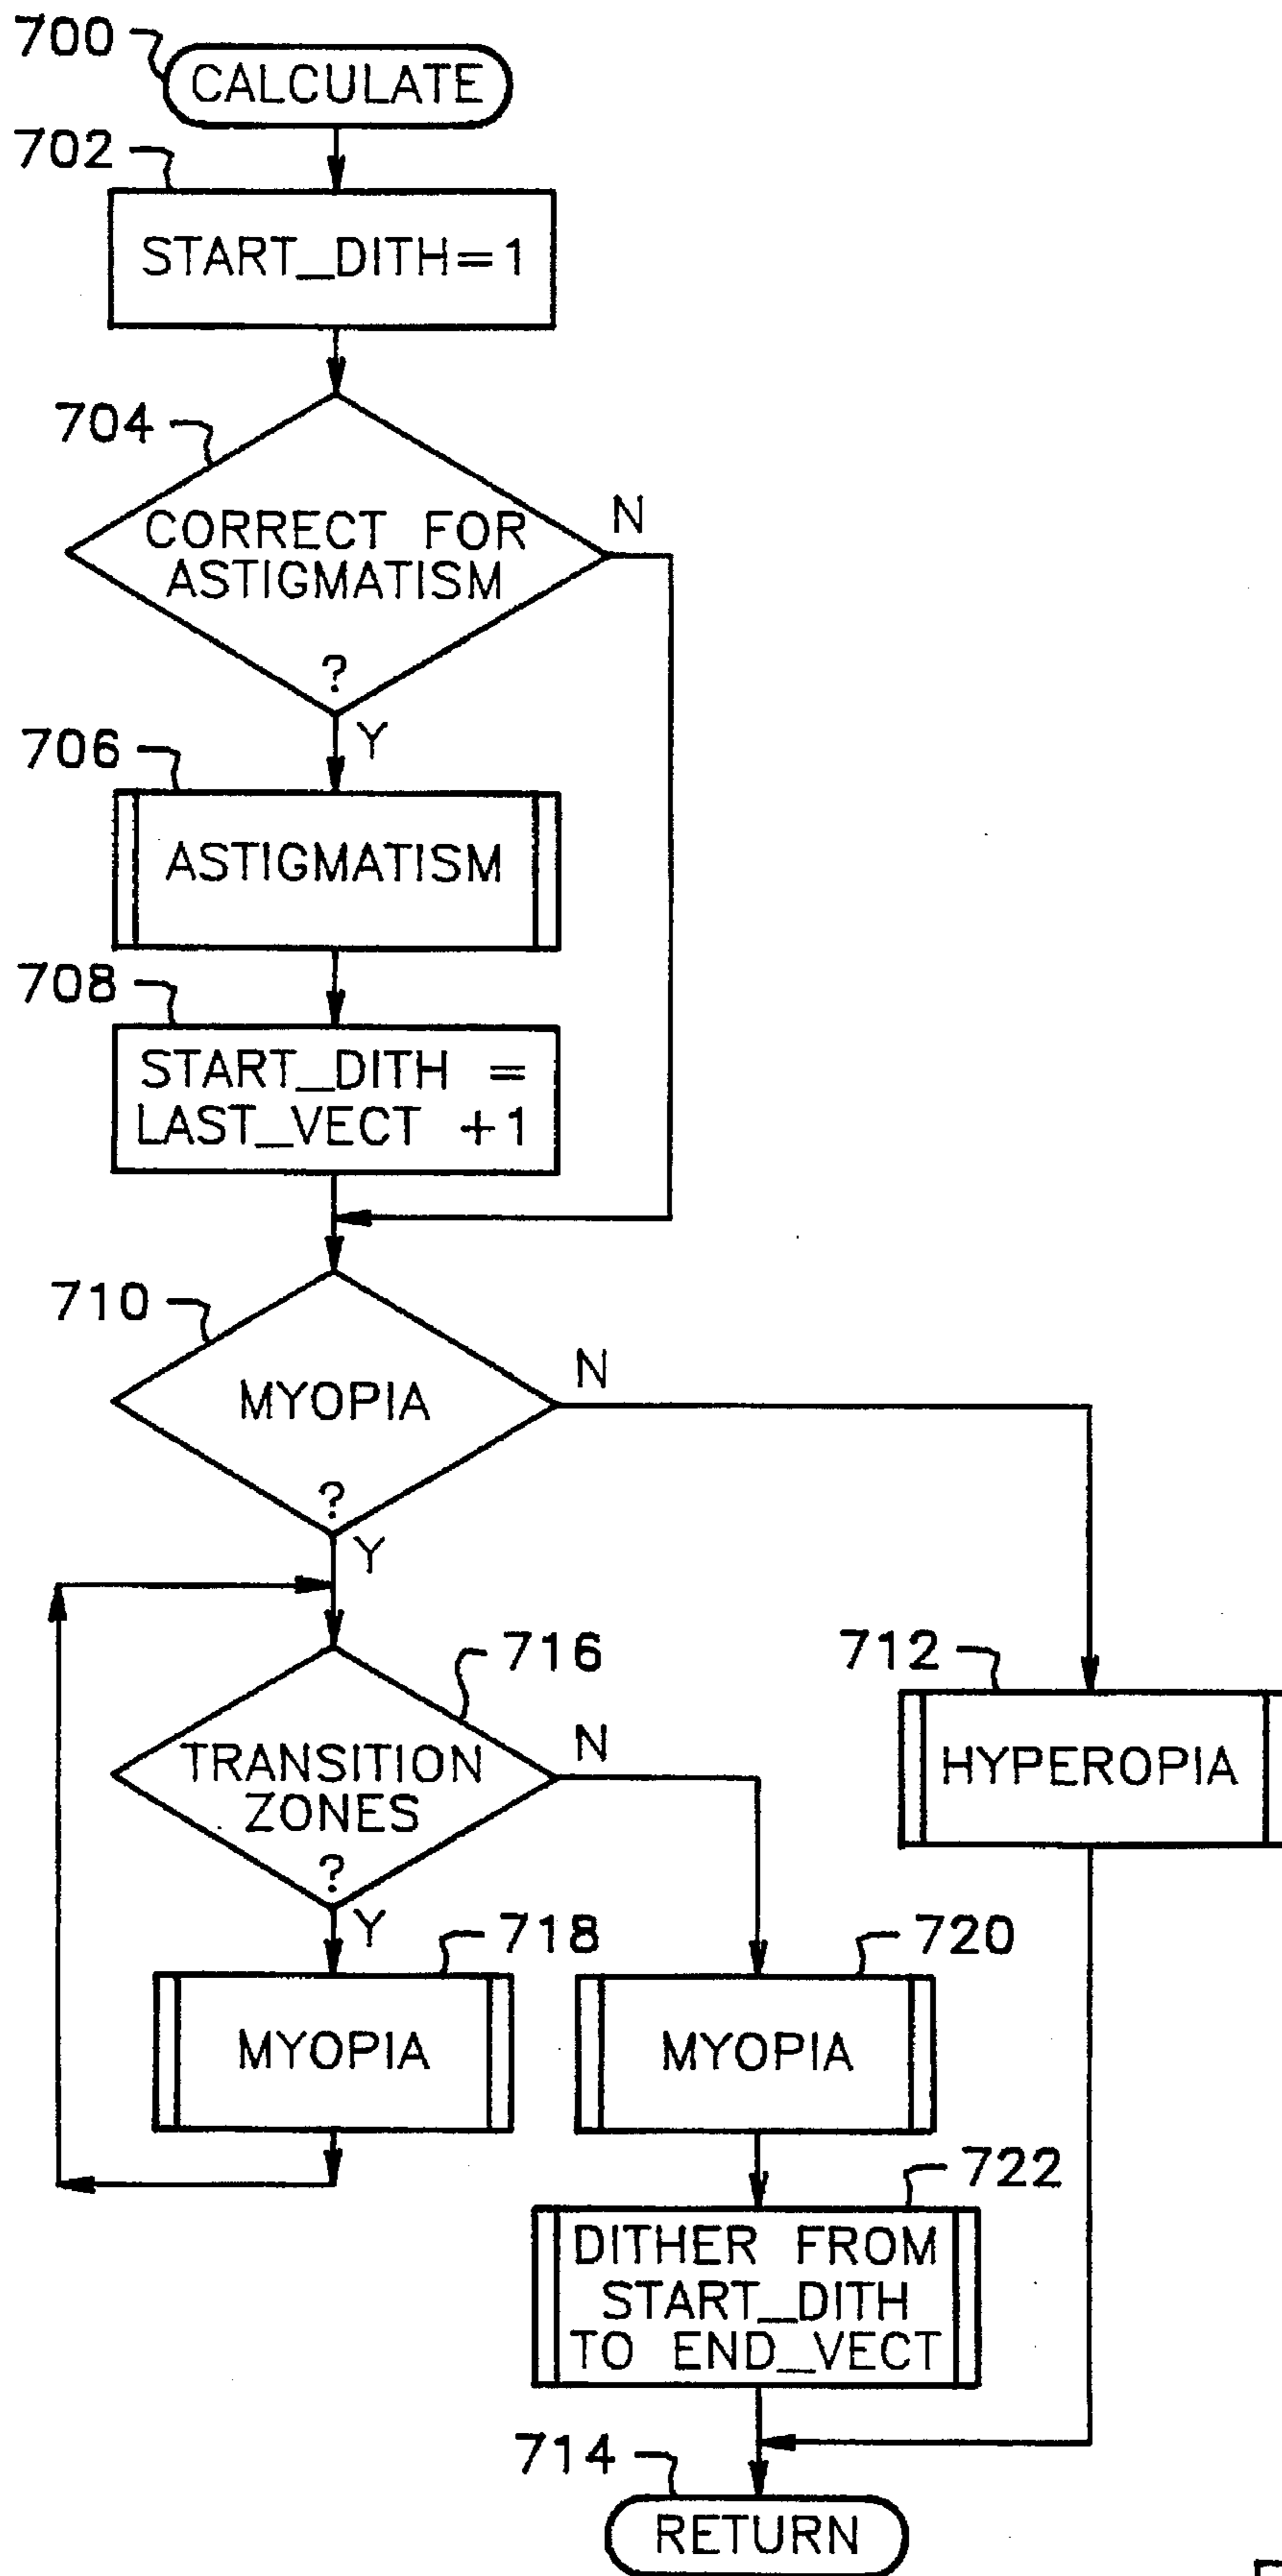 700
CALCULATE
702
START_DITH=1
704
CORRECT FOR
ASTIGMATISM
?
N
Y
706
ASTIGMATISM
708
START_DITH =
LAST_VECT +1
710
MYOPIA
?
N
Y
716
TRANSITION
ZONES
?
N
Y
712
HYPEROPIA
718
MYOPIA
720
MYOPIA
722
DITHER FROM
START_DITH
TO END_VECT
714
RETURN